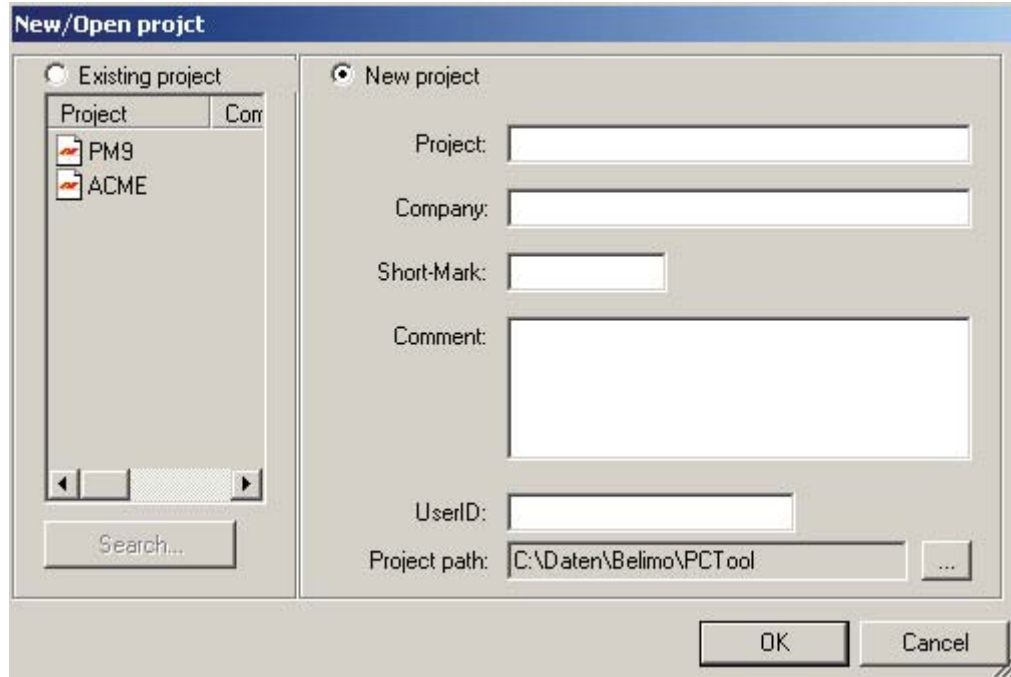 New/Open projct
Existing project
Project Com
PM9
ACME
Search...
New project
Project:
Company:
Short-Mark:
Comment:
UserID:
Project path: C:\Daten\Belimo\PCTool ...
OK Cancel